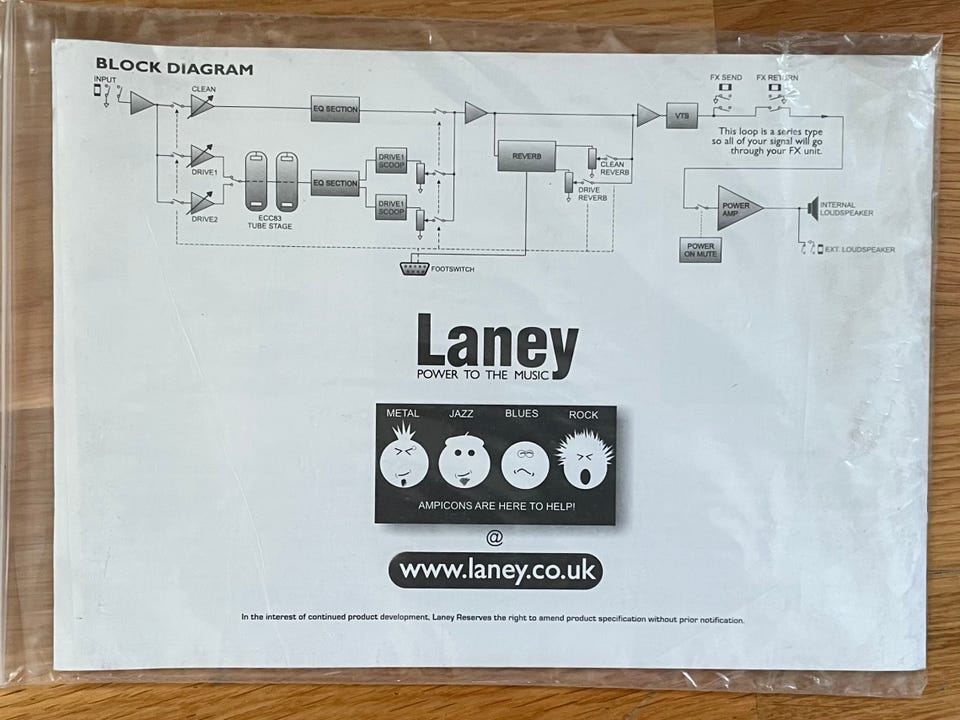 BLOCK DIAGRAM
INPUT
CLEAN
EQ SECTION
DRIVE1
DRIVE2
ECC83
TUBE STAGE
EQ SECTION
DRIVE1
SCOOP
DRIVE1
SCOOP
REVERB
CLEAN
REVERB
DRIVE
REVERB
VTS
FX SEND
FX RETURN
This loop is a series type
so all of your signal will go
through your FX unit.
POWER
AMP
INTERNAL
LOUDSPEAKER
EXT. LOUDSPEAKER
POWER
ON MUTE
FOOTSWITCH
Laney
POWER TO THE MUSIC
METAL JAZZ BLUES ROCK
AMPICONS ARE HERE TO HELP!
@
www.laney.co.uk
In the interest of continued product development, Laney Reserves the right to amend product specification without prior notification.